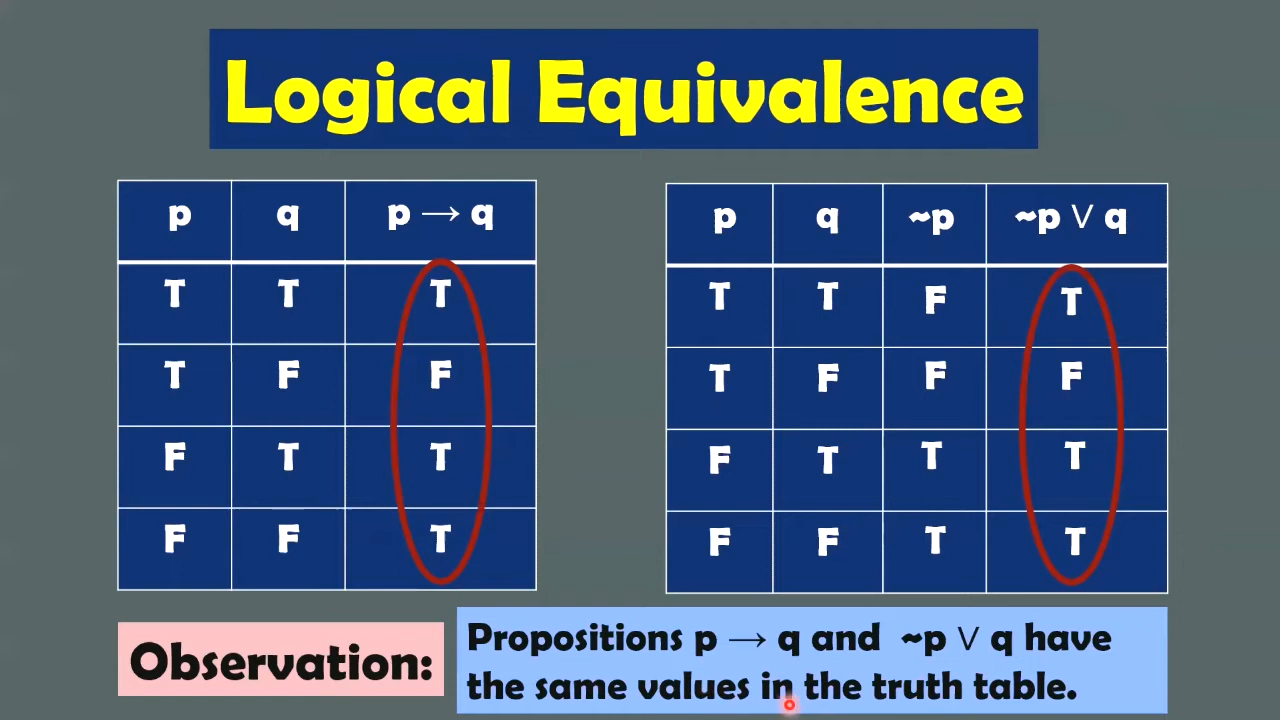 Logical Equivalence
p q p → q
T T T
T F F
F T T
F F T
p q ~p ~p ∨ q
T T F T
T F F F
F T T T
F F T T
Observation:
Propositions p → q and ~p ∨ q have
the same values in the truth table.